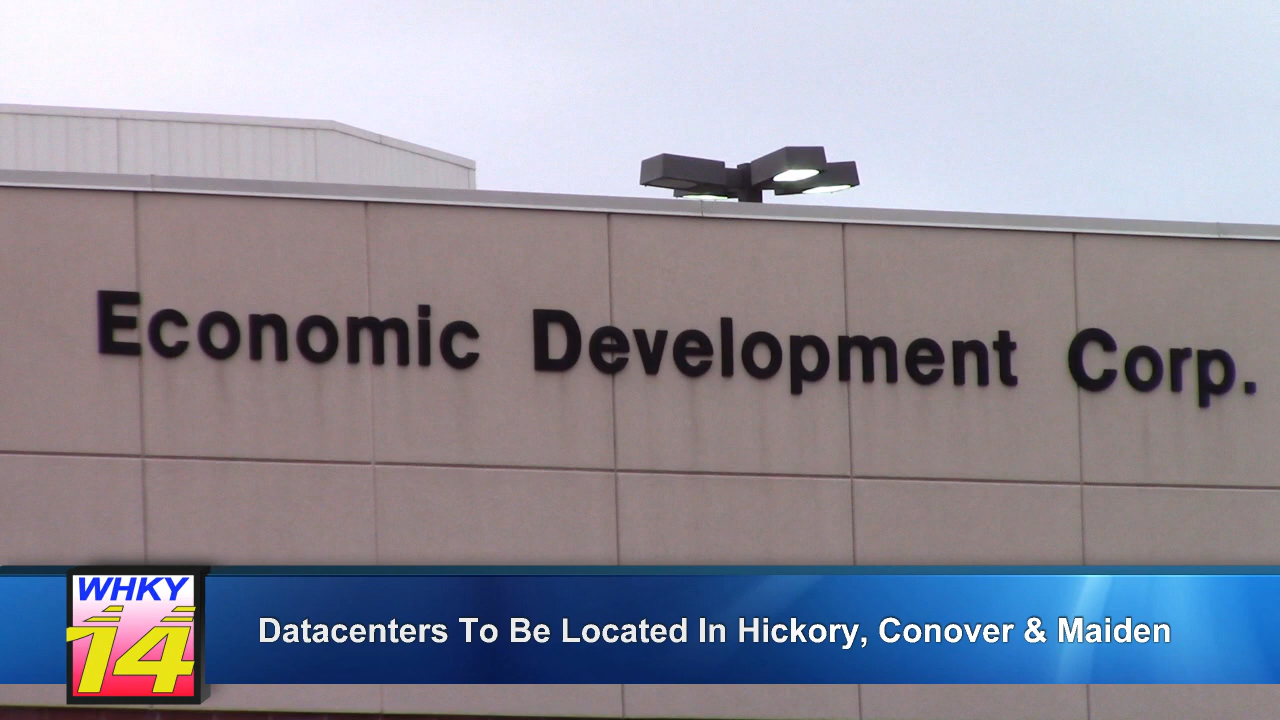 Economic Development Corp.
WHKY
14
Datacenters To Be Located In Hickory, Conover & Maiden